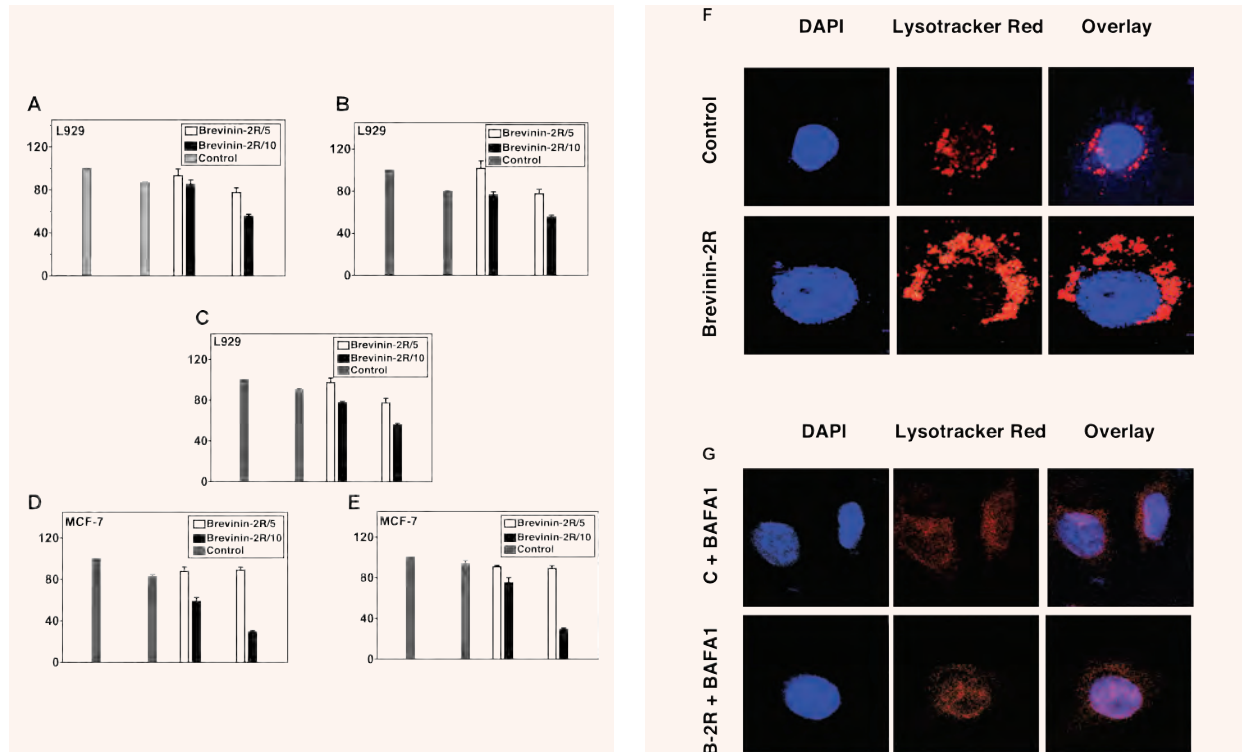 A
L929
Brevinin-2R/5
Brevinin-2R/10
Control
120
80
40
0
B
L929
Brevinin-2R/5
Brevinin-2R/10
Control
120
80
40
0
C
L929
Brevinin-2R/5
Brevinin-2R/10
Control
120
80
40
0
D
MCF-7
Brevinin-2R/5
Brevinin-2R/10
Control
120
80
40
0
E
MCF-7
Brevinin-2R/5
Brevinin-2R/10
Control
120
80
40
0
F
DAPI Lysotracker Red Overlay
Control
Brevinin-2R
G
DAPI Lysotracker Red Overlay
C + BAFA1
B-2R + BAFA1